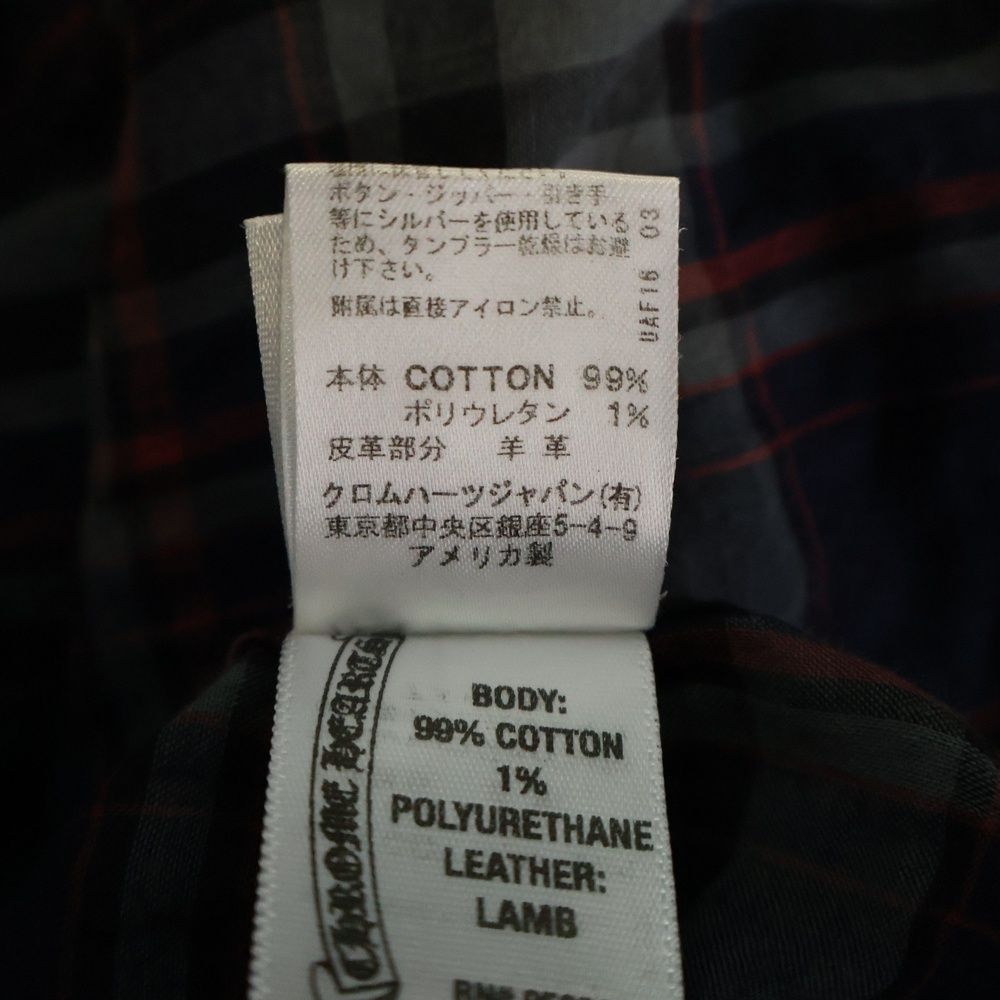 ボタン・ジッパー・引き手
等にシルバーを使用している
ため、タンブラー乾燥はお避
け下さい。
附属は直接アイロン禁止。
UAF16 03
本体 COTTON 99%
ポリウレタン 1%
皮革部分 羊革
クロムハーツジャパン(有)
東京都中央区銀座5-4-9
アメリカ製
CHROME HEARTS
BODY:
99% COTTON
1%
POLYURETHANE
LEATHER:
LAMB